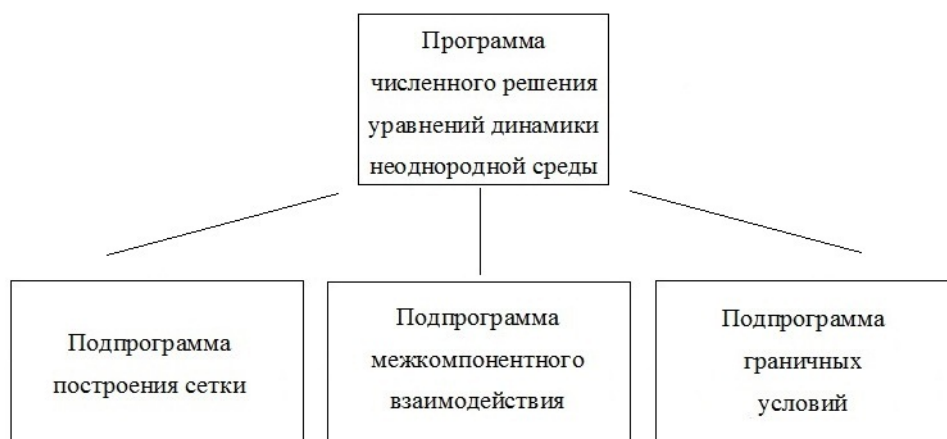 Программа
численного решения
уравнений динамики
неоднородной среды
Подпрограмма
построения сетки
Подпрограмма
межкомпонентного
взаимодействия
Подпрограмма
граничных
условий